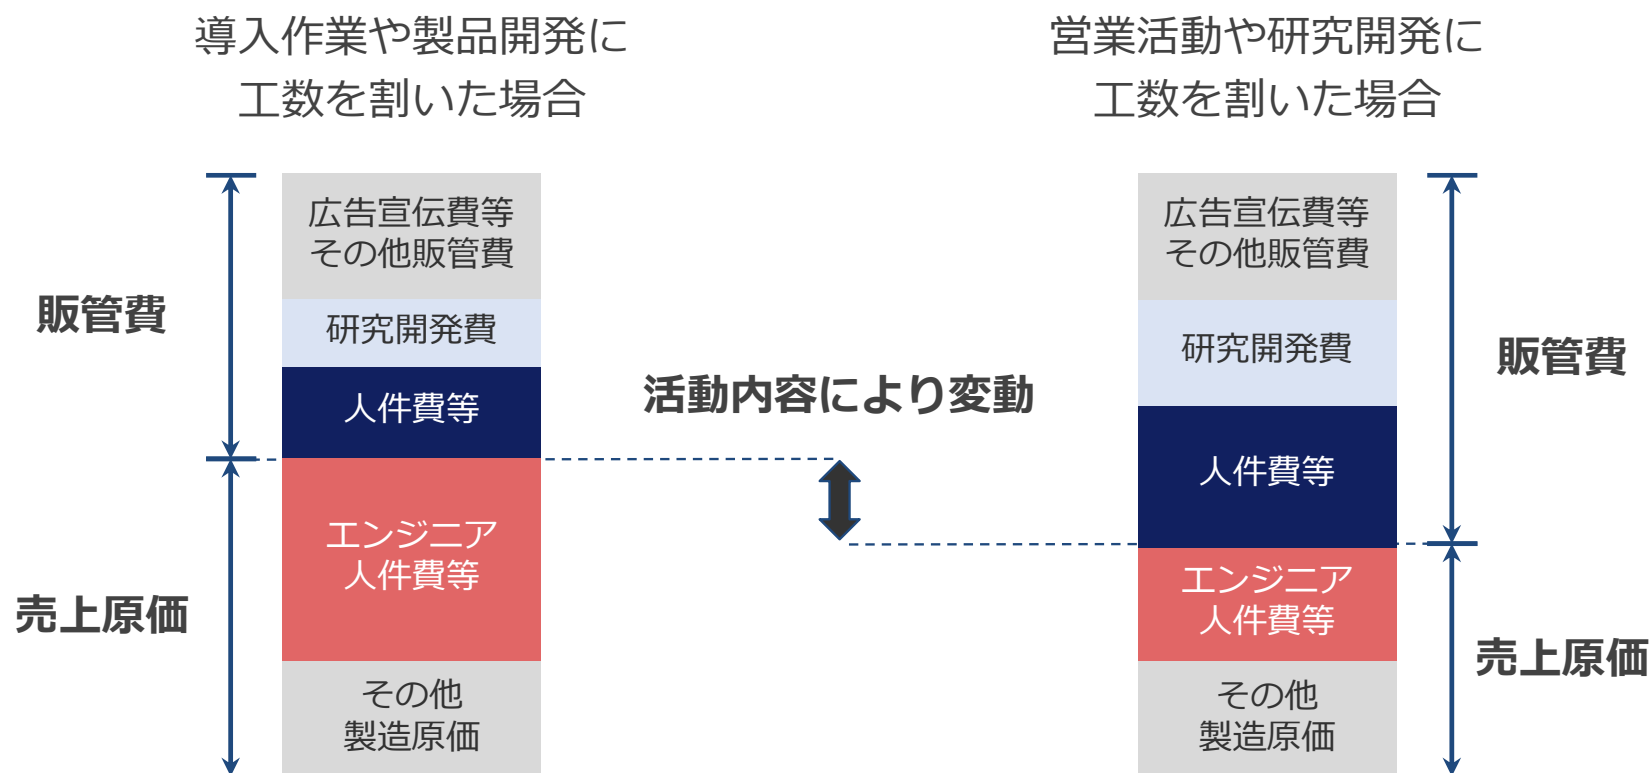 導入作業や製品開発に
工数を割いた場合
営業活動や研究開発に
工数を割いた場合
販管費
売上原価
広告宣伝費等
その他販管費
研究開発費
人件費等
エンジニア
人件費等
その他
製造原価
活動内容により変動
広告宣伝費等
その他販管費
研究開発費
人件費等
エンジニア
人件費等
その他
製造原価
販管費
売上原価